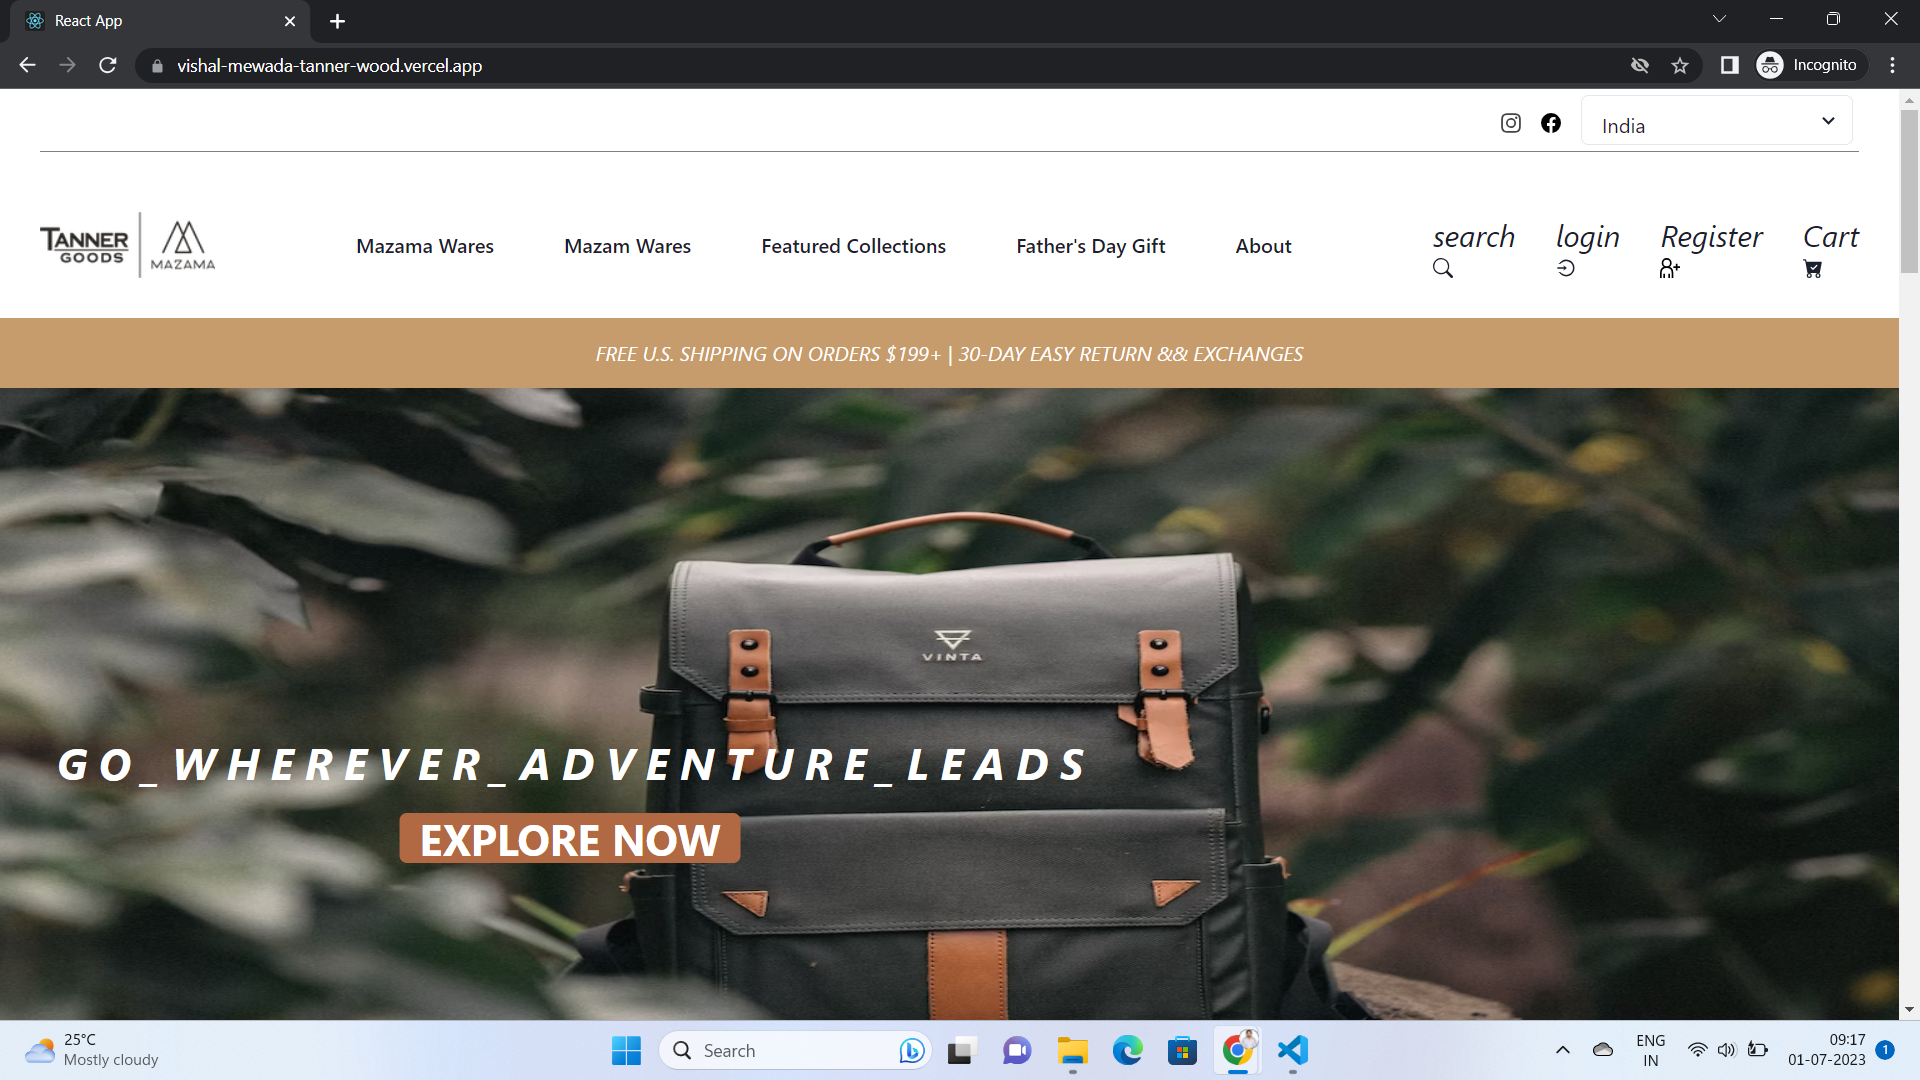 React App
vishal-mewada-tanner-wood.vercel.app
Incognito
India
TANNER GOODS
MAZAMA
Mazama Wares
Mazam Wares
Featured Collections
Father's Day Gift
About
search
login
Register
Cart
FREE U.S. SHIPPING ON ORDERS $199+ | 30-DAY EASY RETURN && EXCHANGES
VINTA
GO_WHEREVER_ADVENTURE_LEADS
EXPLORE NOW
25°C
Mostly cloudy
Search
ENG
IN
09:17
01-07-2023
1